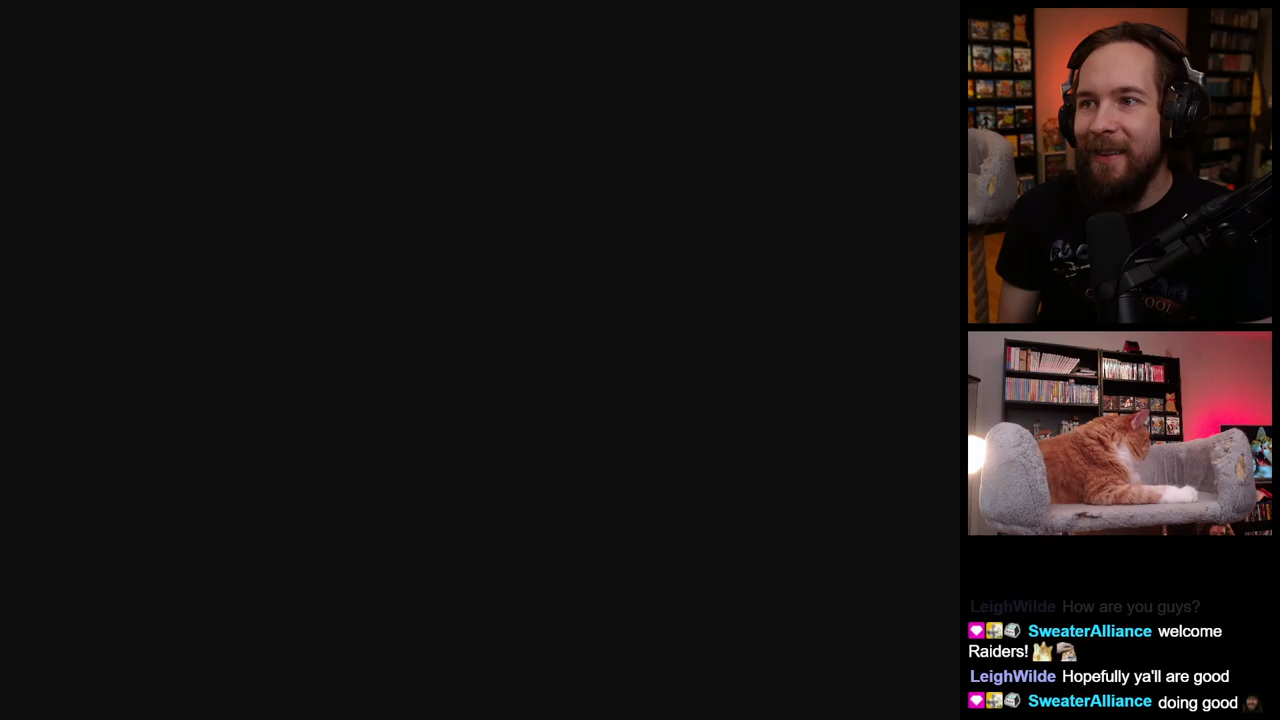 LeighWilde How are you guys?
SweaterAlliance welcome
Raiders!
LeighWilde Hopefully ya'll are good
SweaterAlliance doing good